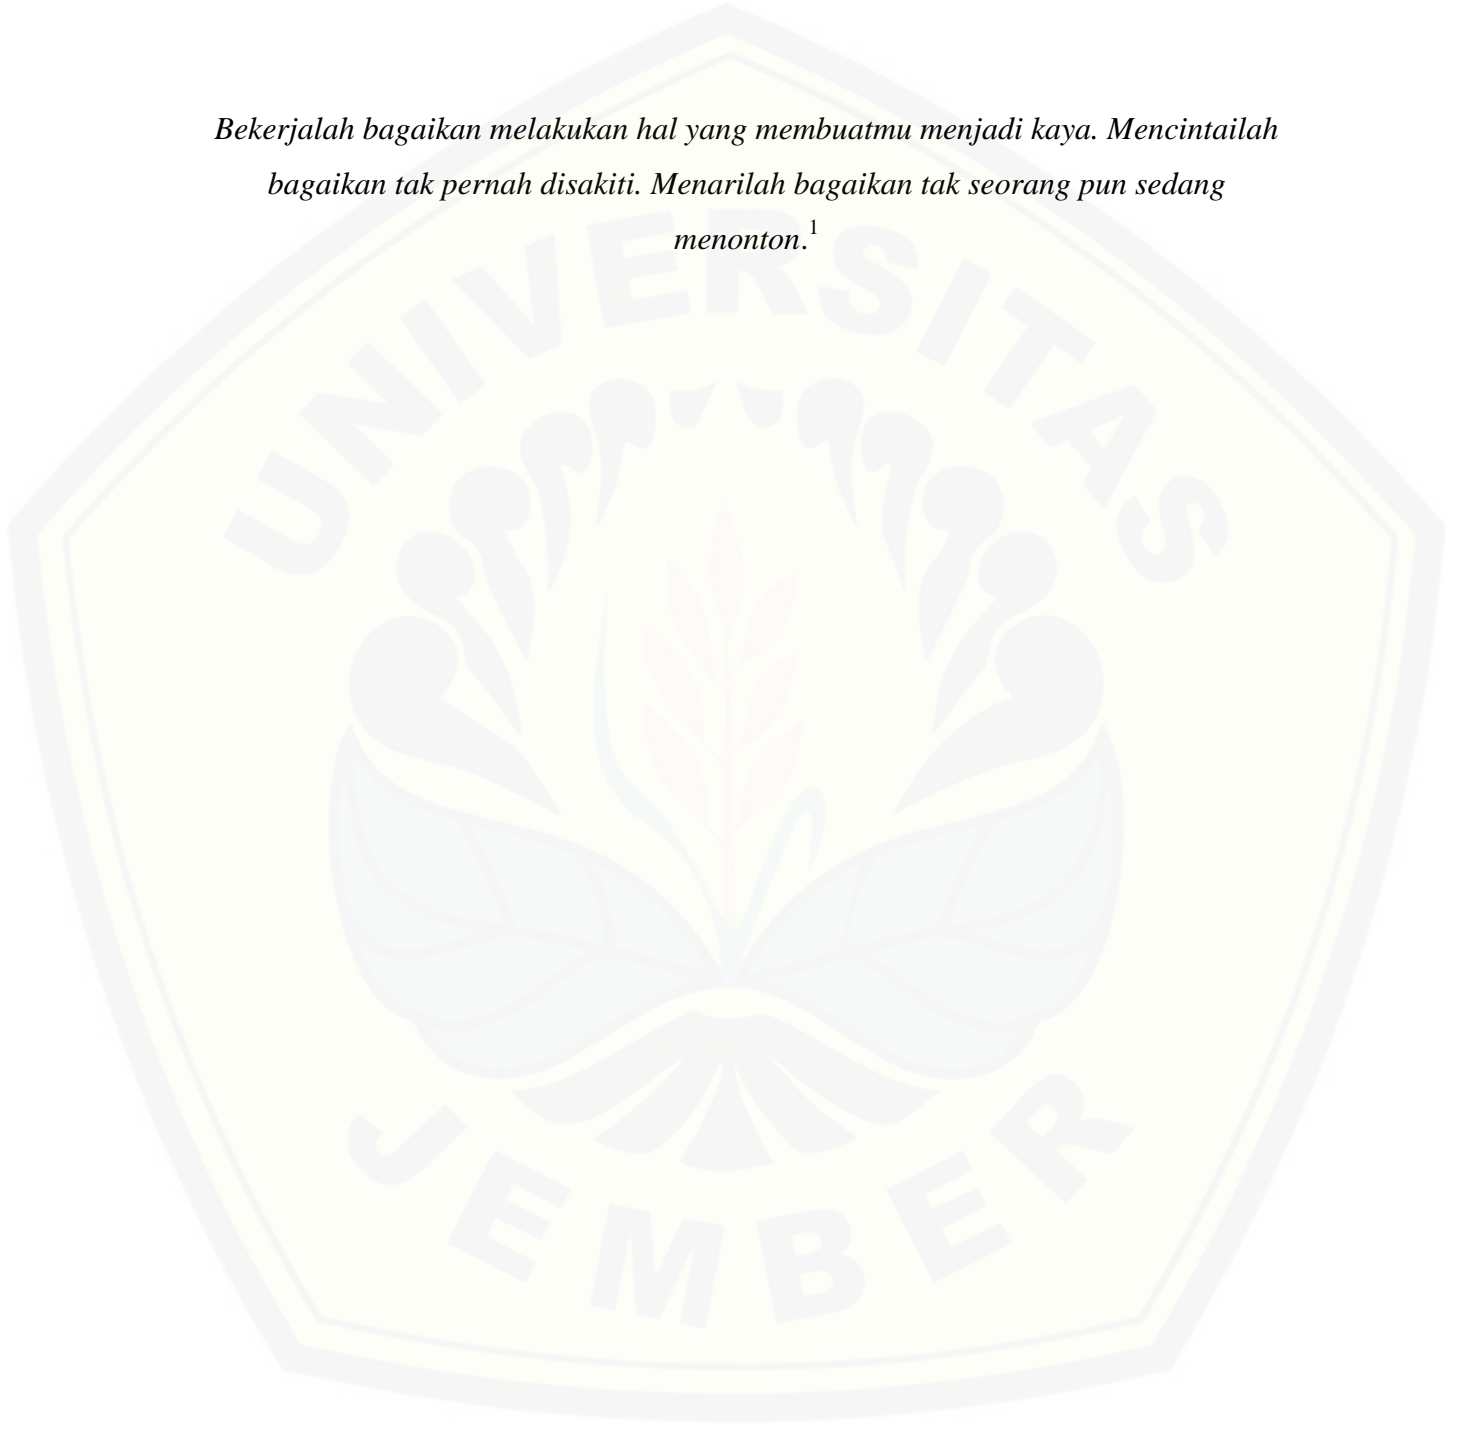 Bekerjalah bagaikan melakukan hal yang membuatmu menjadi kaya. Mencintailah
bagaikan tak pernah disakiti. Menarilah bagaikan tak seorang pun sedang
menonton.¹
UNIVERSITAS
JEMBER